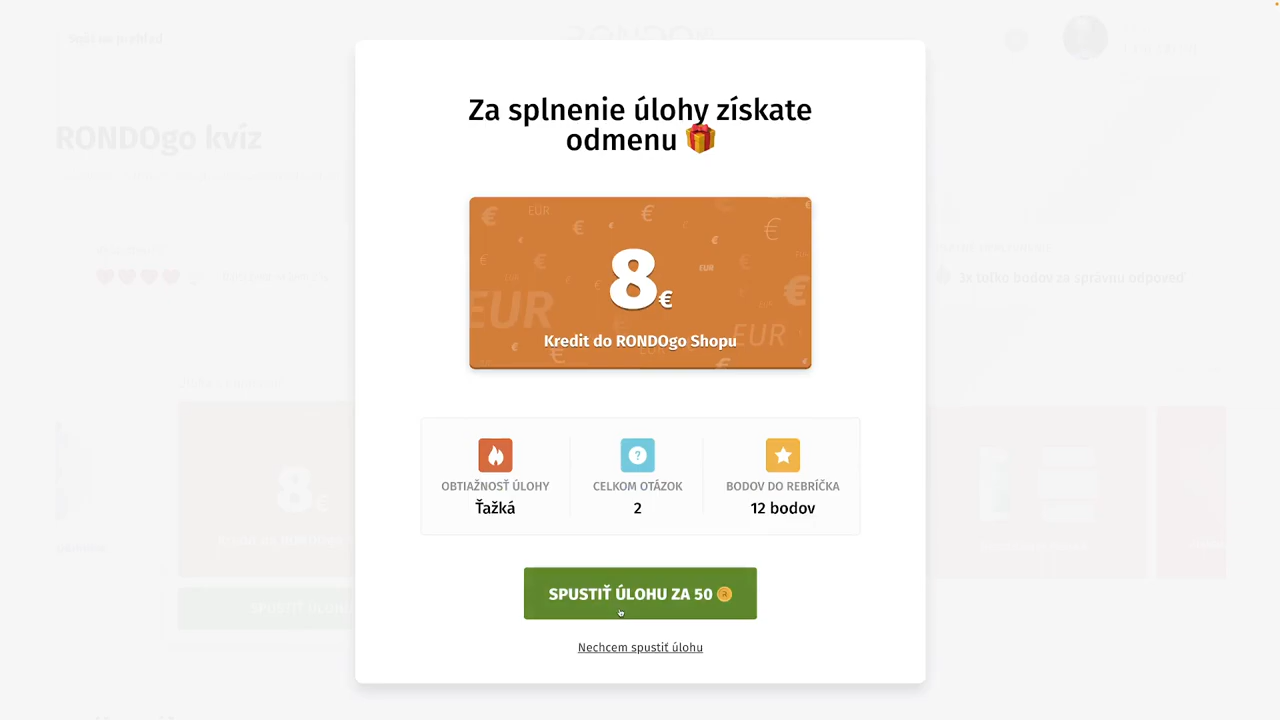 RONDOgo kvíz
3x toľko bodov za správnu odpoveď
Za splnenie úlohy získate
odmenu
EUR
EUR
EUR
8€
EUR
Kredit do RONDOgo Shopu
OBTIAŽNOSŤ ÚLOHY
Ťažká
CELKOM OTÁZOK
2
BODOV DO REBRÍČKA
12 bodov
8€
SPUSTIŤ ÚLOHU ZA 50
Nechcem spustiť úlohu